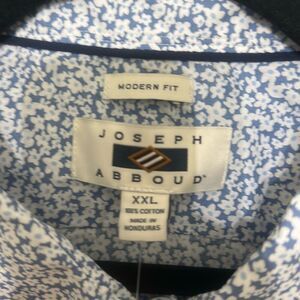 MODERN FIT
JOSEPH
ABBOUD
XXL
100% COTTON
MADE IN
HONDURAS